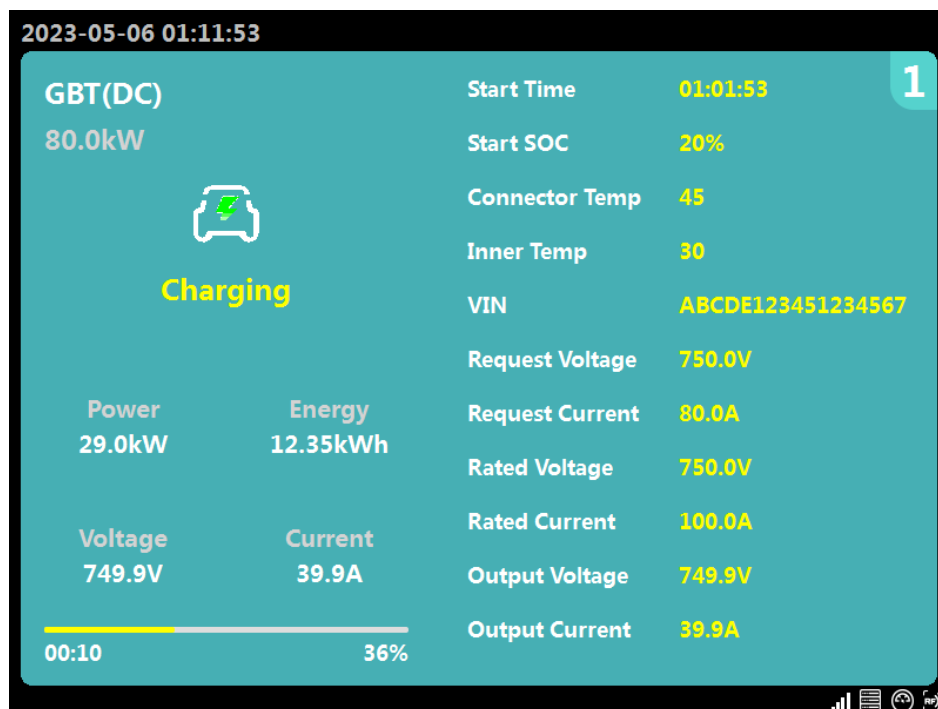 2023-05-06 01:11:53
1
GBT(DC)
80.0kW
Charging
Power Energy
29.0kW 12.35kWh
Voltage Current
749.9V 39.9A
00:10 36%
Start Time 01:01:53
Start SOC 20%
Connector Temp 45
Inner Temp 30
VIN ABCDE123451234567
Request Voltage 750.0V
Request Current 80.0A
Rated Voltage 750.0V
Rated Current 100.0A
Output Voltage 749.9V
Output Current 39.9A
RF